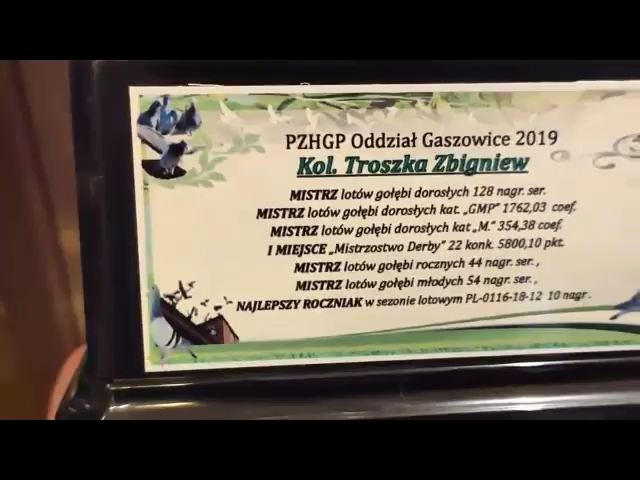 PZHGP Oddział Gaszowice 2019
Kol. Troszka Zbigniew
MISTRZ lotów gołębi dorosłych 128 nagr. ser.
MISTRZ lotów gołębi dorosłych kat. „GMP” 1762,03 coef.
MISTRZ lotów gołębi dorosłych kat „M.” 354,38 coef.
I MIEJSCE „Mistrzostwo Derby” 22 konk. 5800,10 pkt.
MISTRZ lotów gołębi rocznych 44 nagr. ser. ,
MISTRZ lotów gołębi młodych 54 nagr. ser. ,
NAJLEPSZY ROCZNIAK w sezonie lotowym PL-0116-18-12 10 nagr .